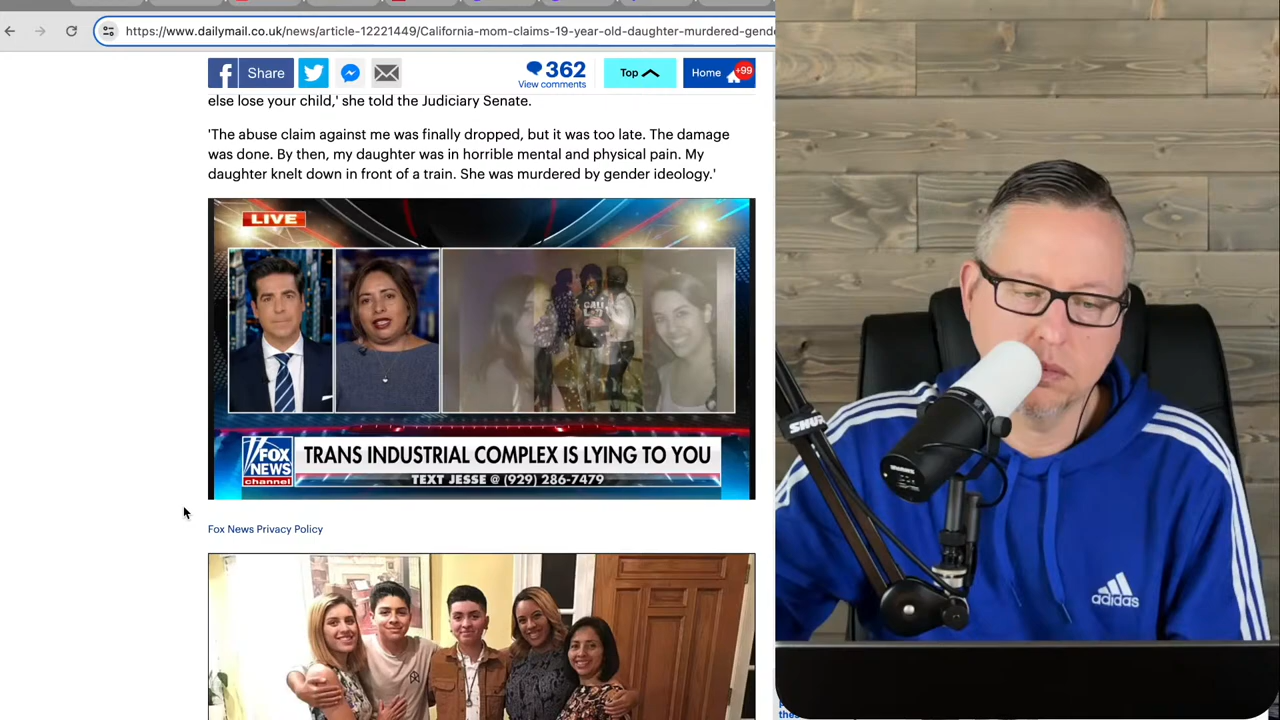 https://www.dailymail.co.uk/news/article-12221449/California-mom-claims-19-year-old-daughter-murdered-gende
Share
362
View comments
Top
Home
+99
else lose your child,' she told the Judiciary Senate.
'The abuse claim against me was finally dropped, but it was too late. The damage
was done. By then, my daughter was in horrible mental and physical pain. My
daughter knelt down in front of a train. She was murdered by gender ideology.'
LIVE
FOX
NEWS
channel
TRANS INDUSTRIAL COMPLEX IS LYING TO YOU
TEXT JESSE @ (929) 286-7479
Fox News Privacy Policy
SHURE
adidas